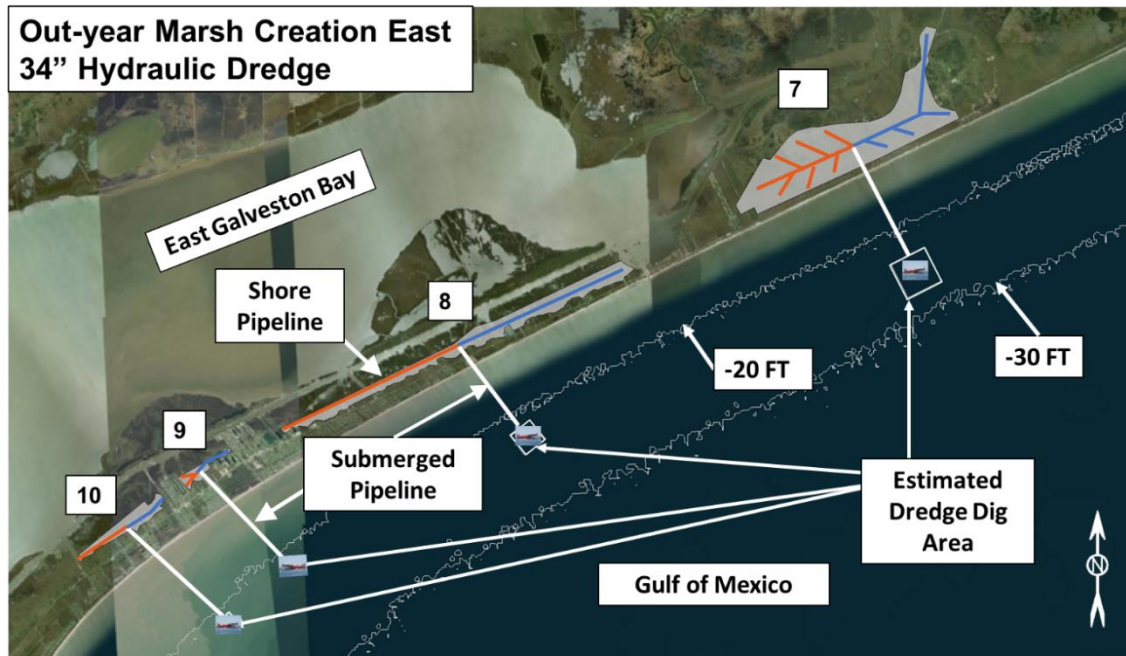 Out-year Marsh Creation East
34” Hydraulic Dredge
7
East Galveston Bay
Shore
Pipeline
8
-20 FT
-30 FT
9
Submerged
Pipeline
10
Estimated
Dredge Dig
Area
Gulf of Mexico
N